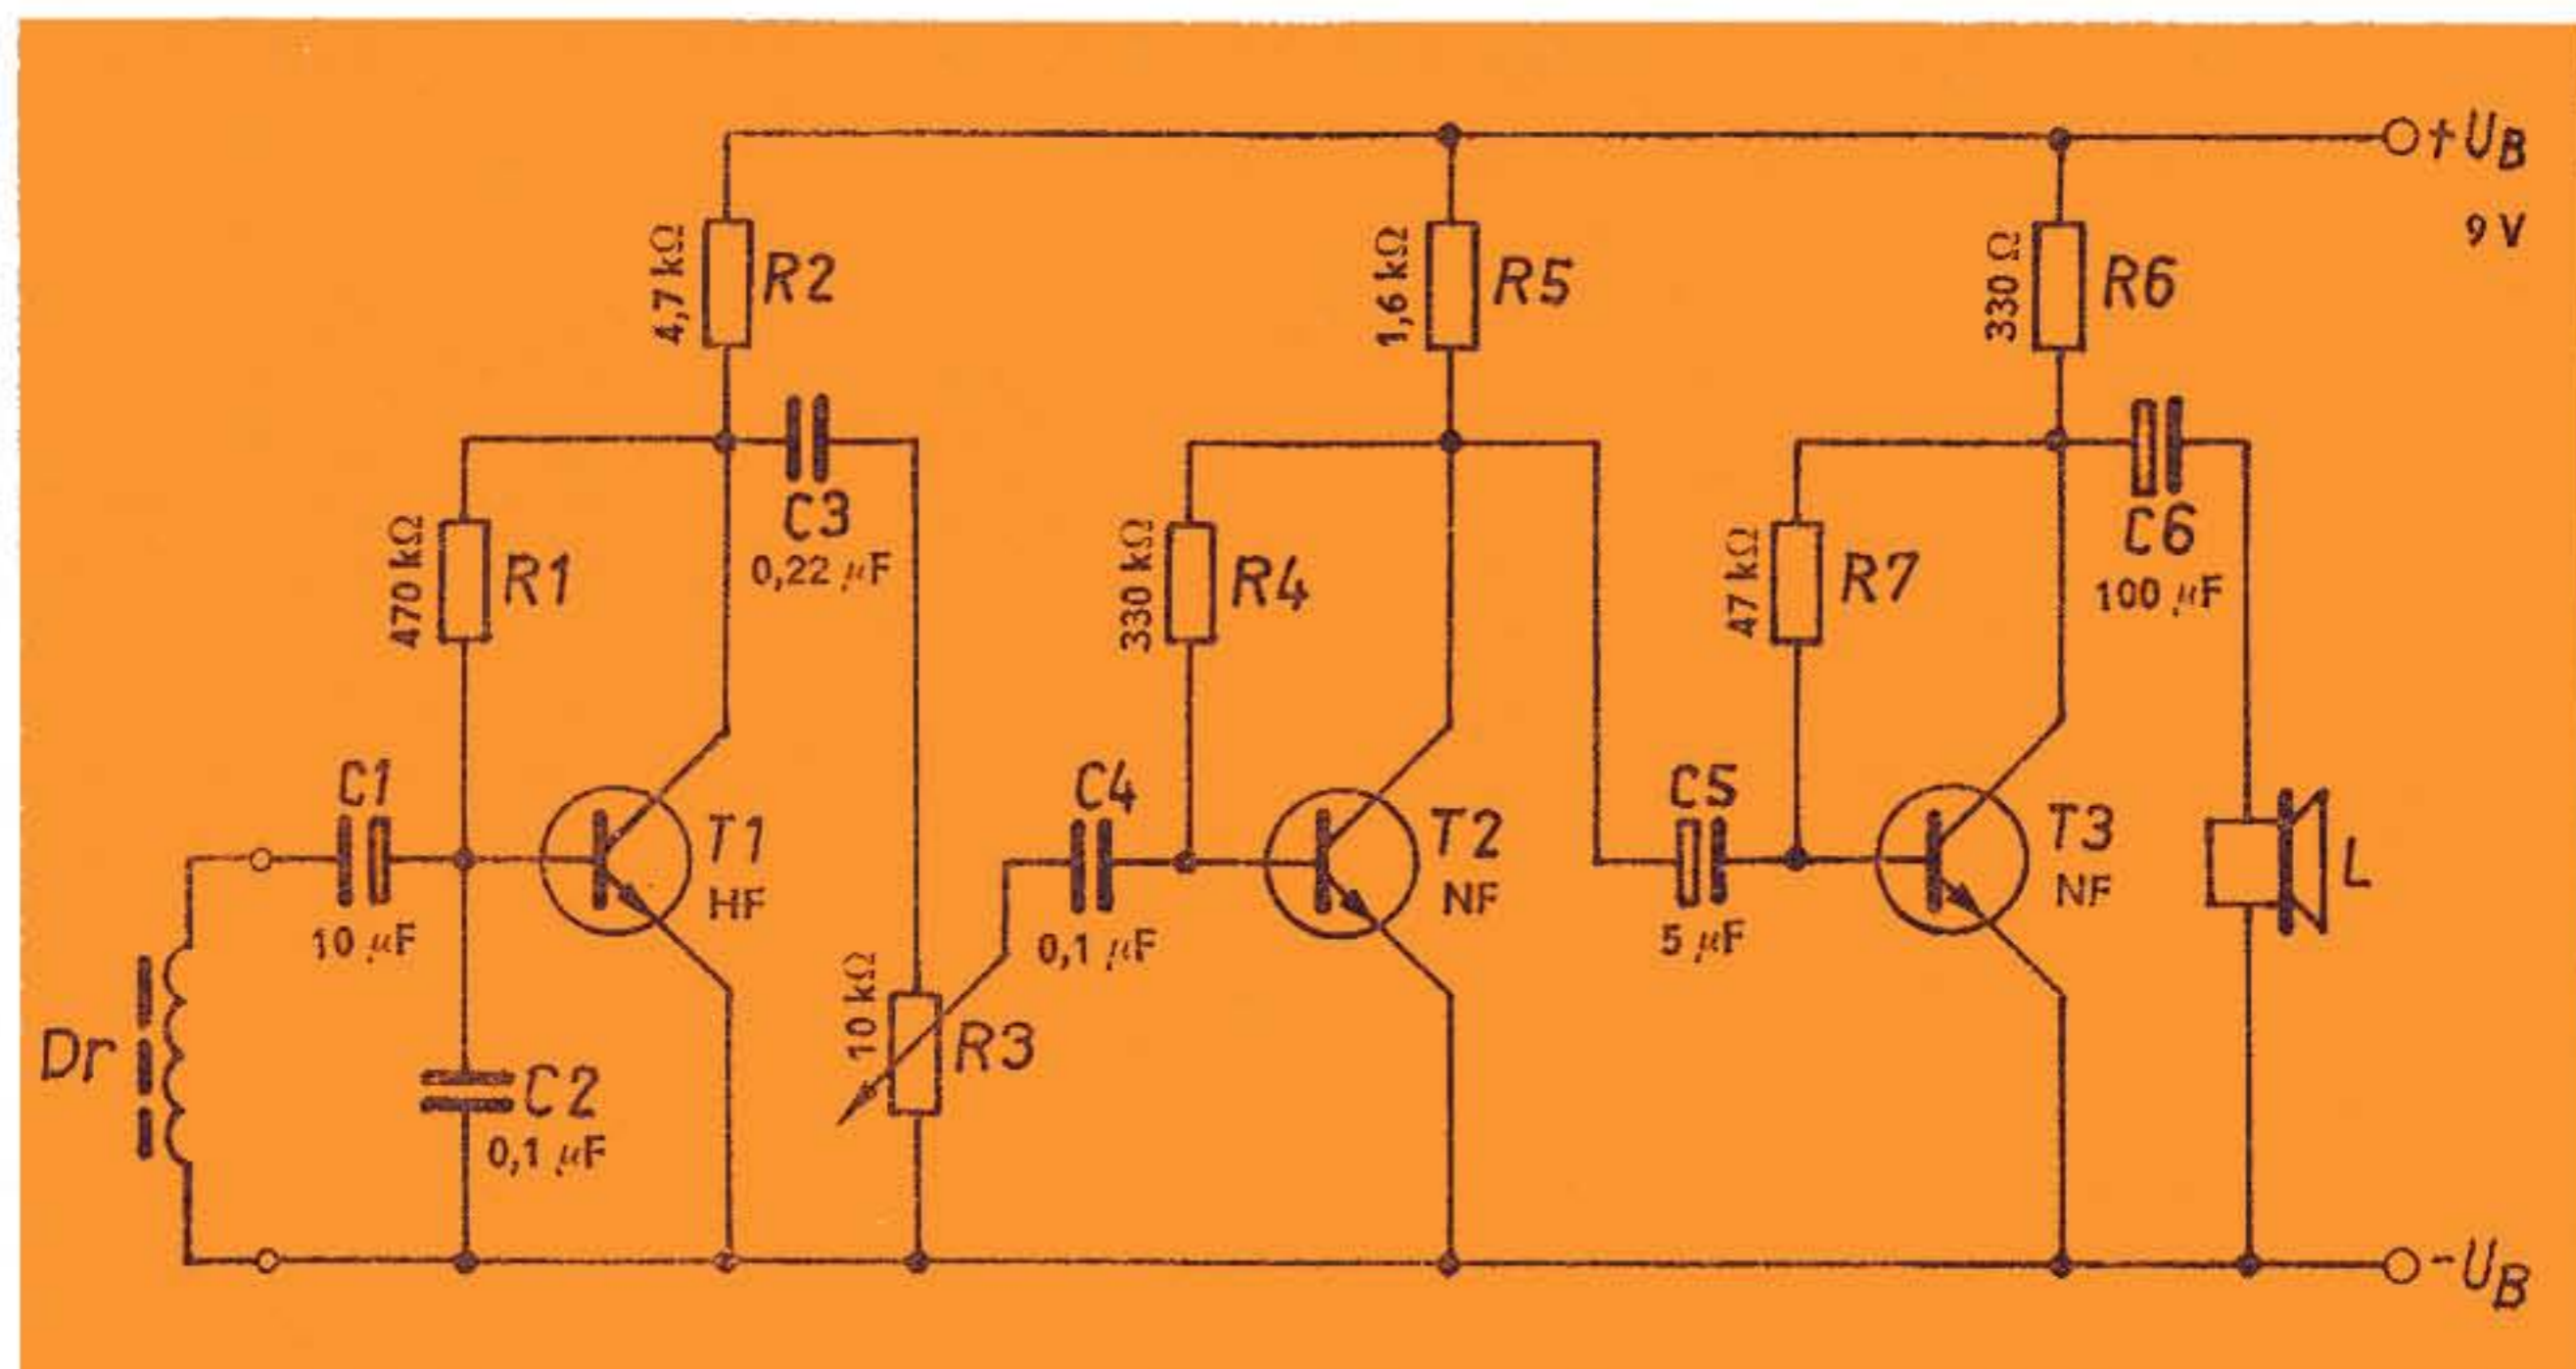 +UB
9 V
4,7 kΩ
R2
1,6 kΩ
R5
330 Ω
R6
C3
0,22 µF
C6
100 µF
470 kΩ
R1
330 kΩ
R4
47 kΩ
R7
C1
10 µF
T1
HF
C4
0,1 µF
T2
NF
C5
5 µF
T3
NF
L
Dr
C2
0,1 µF
10 kΩ
R3
-UB